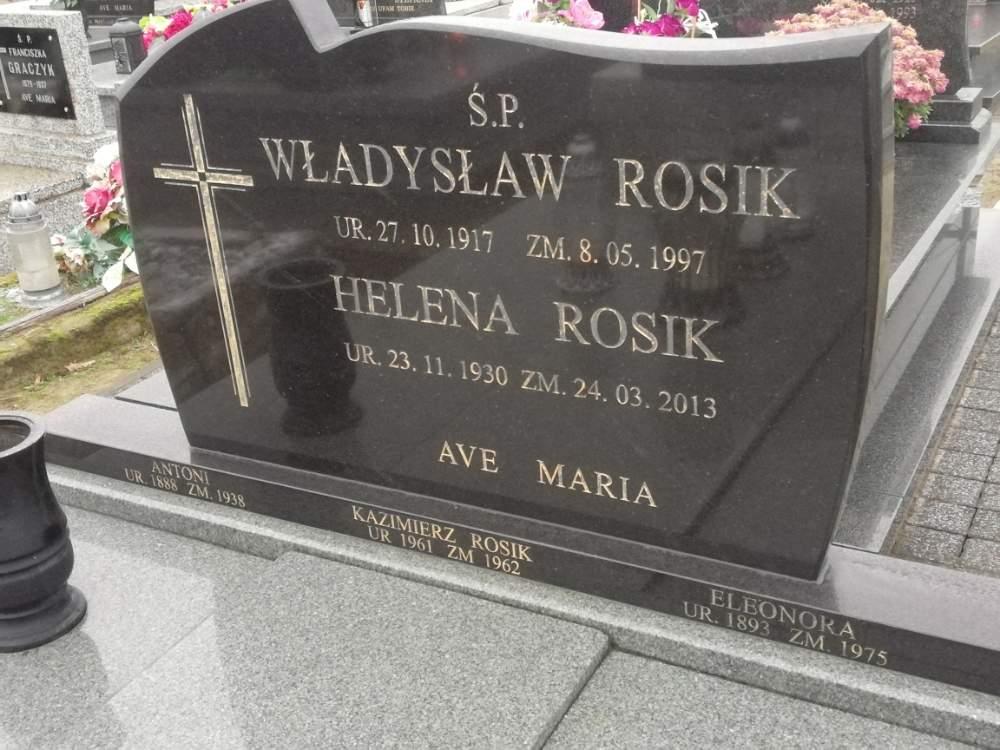 Ś.P.
WŁADYSŁAW ROSIK
UR. 27. 10. 1917 ZM. 8. 05. 1997
HELENA ROSIK
UR. 23. 11. 1930 ZM. 24. 03. 2013
AVE MARIA
ANTONI
UR. 1888 ZM. 1938
KAZIMIERZ ROSIK
UR 1961 ZM 1962
ELEONORA
UR. 1893 ZM. 1975
Ś. P.
FRANCISZKA
GRACZYK
AVE MARIA
AVE MARIA